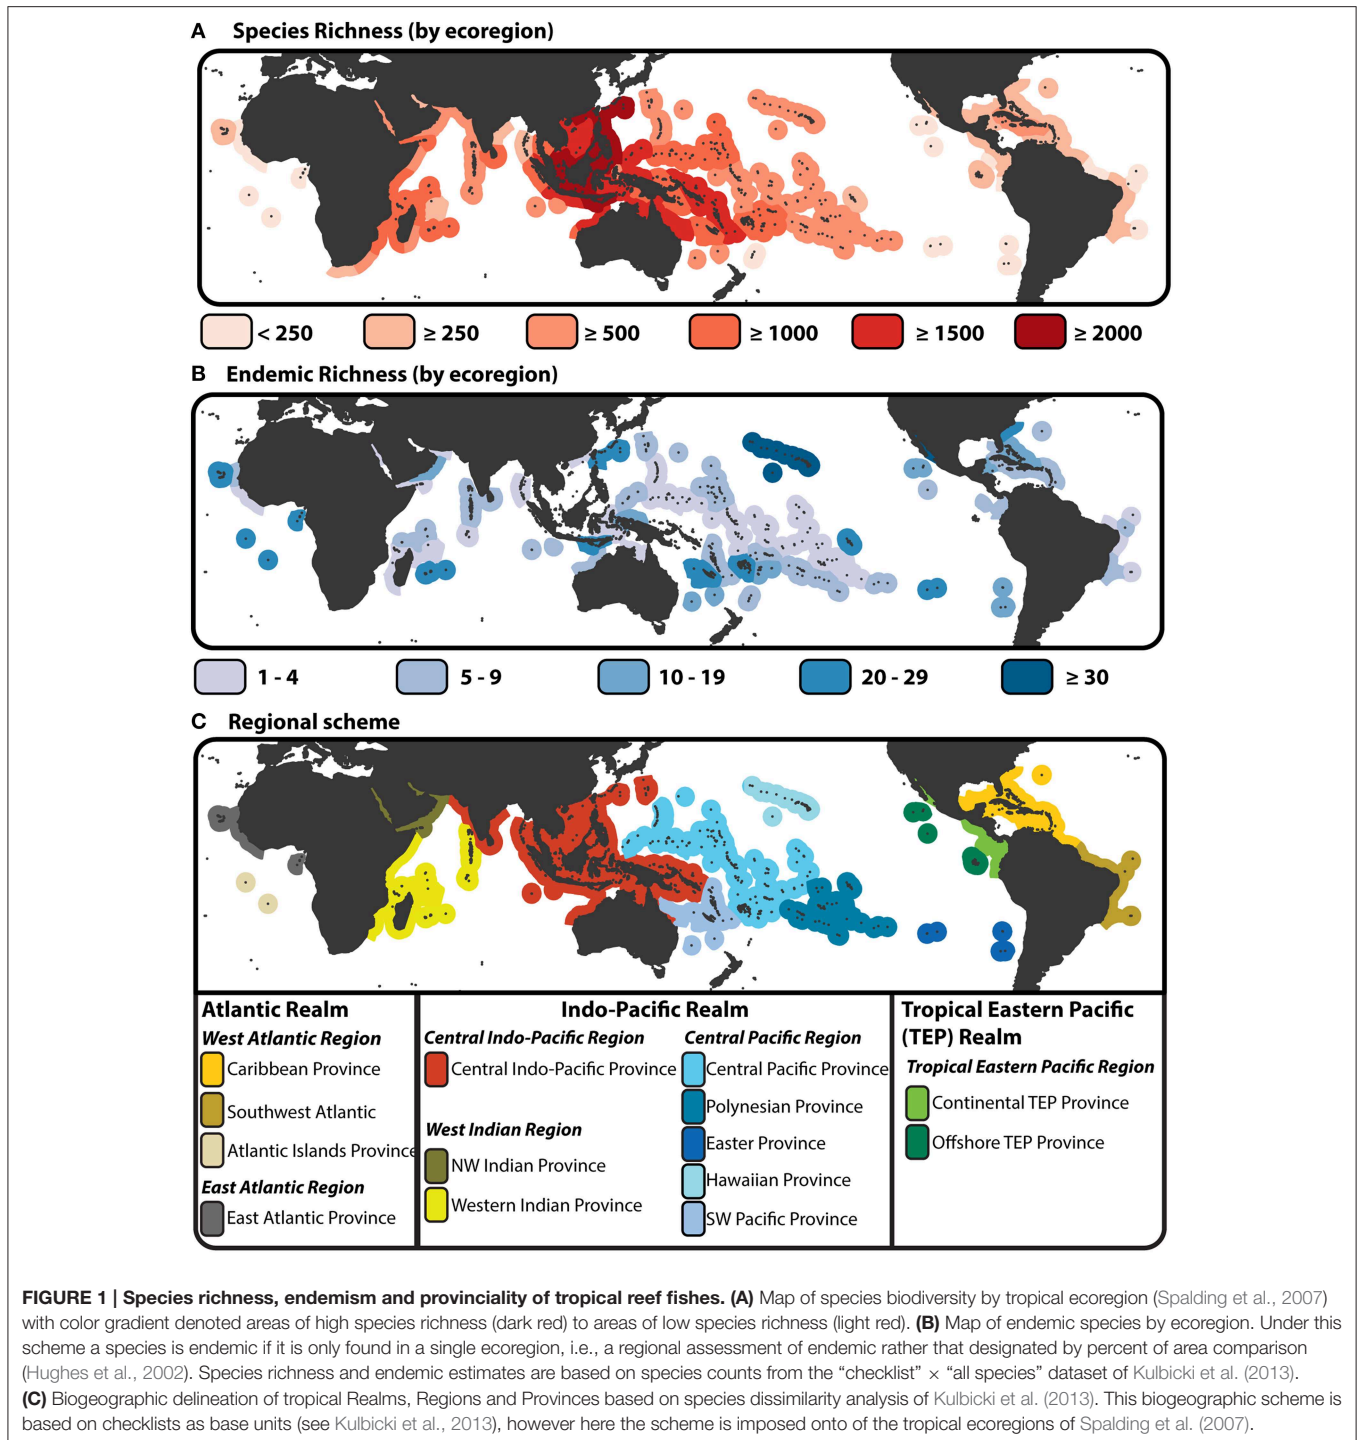 A Species Richness (by ecoregion)
< 250 ≥ 250 ≥ 500 ≥ 1000 ≥ 1500 ≥ 2000
B Endemic Richness (by ecoregion)
1 - 4 5 - 9 10 - 19 20 - 29 ≥ 30
C Regional scheme
Atlantic Realm
West Atlantic Region
Caribbean Province
Southwest Atlantic
Atlantic Islands Province
East Atlantic Region
East Atlantic Province
Indo-Pacific Realm
Central Indo-Pacific Region
Central Indo-Pacific Province
West Indian Region
NW Indian Province
Western Indian Province
Central Pacific Region
Central Pacific Province
Polynesian Province
Easter Province
Hawaiian Province
SW Pacific Province
Tropical Eastern Pacific
(TEP) Realm
Tropical Eastern Pacific Region
Continental TEP Province
Offshore TEP Province
FIGURE 1 | Species richness, endemism and provinciality of tropical reef fishes. (A) Map of species biodiversity by tropical ecoregion (Spalding et al., 2007)
with color gradient denoted areas of high species richness (dark red) to areas of low species richness (light red). (B) Map of endemic species by ecoregion. Under this
scheme a species is endemic if it is only found in a single ecoregion, i.e., a regional assessment of endemic rather that designated by percent of area comparison
(Hughes et al., 2002). Species richness and endemic estimates are based on species counts from the “checklist” × “all species” dataset of Kulbicki et al. (2013).
(C) Biogeographic delineation of tropical Realms, Regions and Provinces based on species dissimilarity analysis of Kulbicki et al. (2013). This biogeographic scheme is
based on checklists as base units (see Kulbicki et al., 2013), however here the scheme is imposed onto of the tropical ecoregions of Spalding et al. (2007).